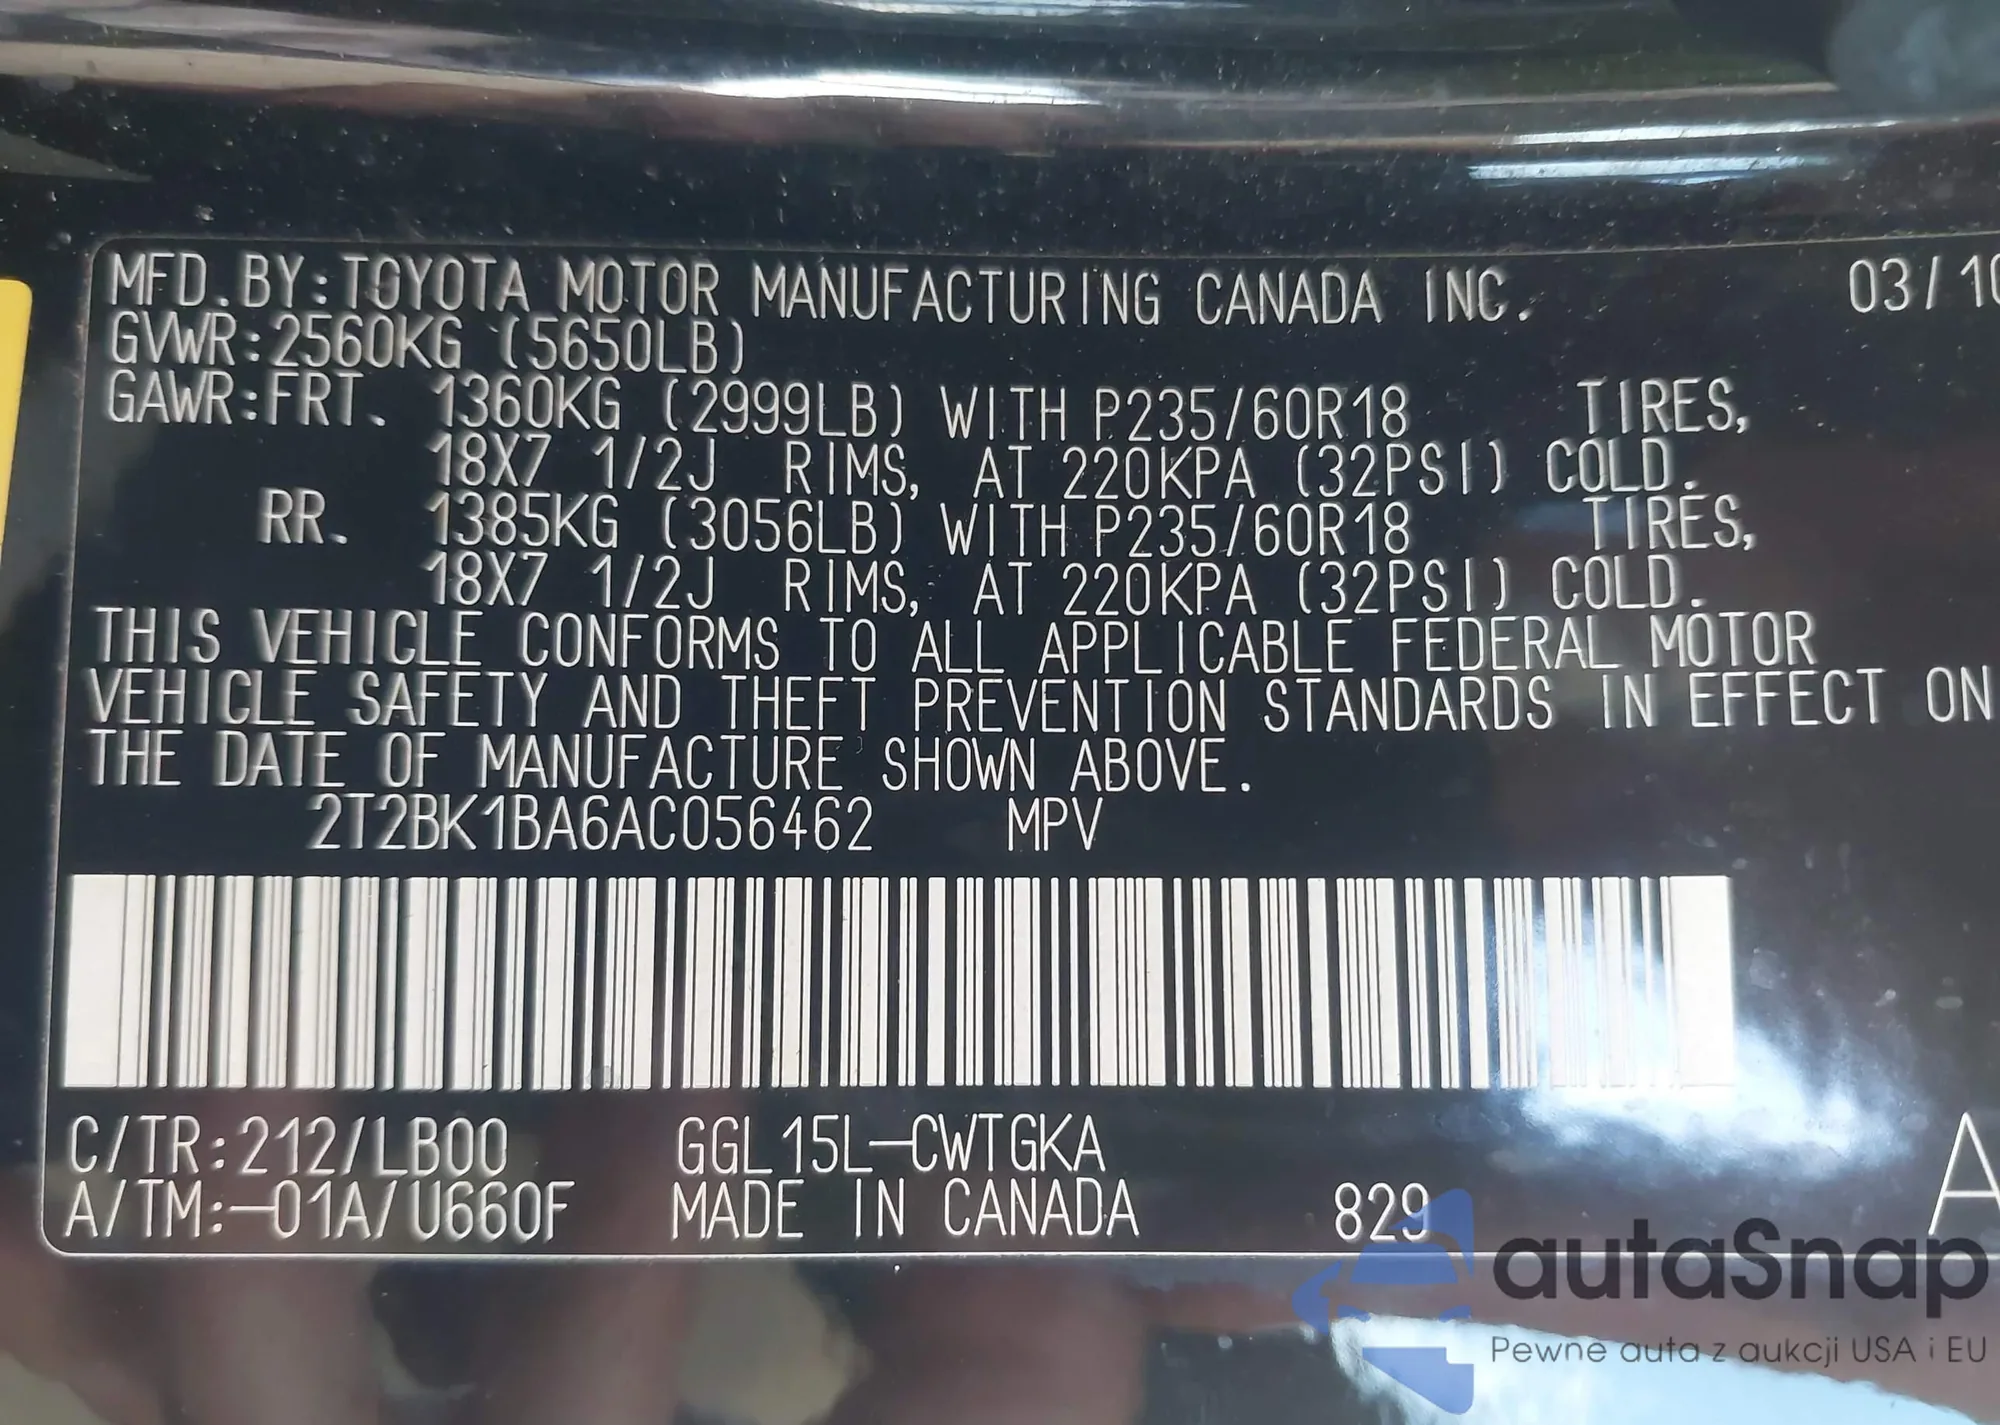 MFD.BY:TOYOTA MOTOR MANUFACTURING CANADA INC. 03/10
GVWR:2560KG (5650LB)
GAWR:FRT. 1360KG (2999LB) WITH P235/60R18 TIRES,
18X7 1/2J RIMS, AT 220KPA (32PSI) COLD.
RR. 1385KG (3056LB) WITH P235/60R18 TIRES,
18X7 1/2J RIMS, AT 220KPA (32PSI) COLD.
THIS VEHICLE CONFORMS TO ALL APPLICABLE FEDERAL MOTOR
VEHICLE SAFETY AND THEFT PREVENTION STANDARDS IN EFFECT ON
THE DATE OF MANUFACTURE SHOWN ABOVE.
2T2BK1BA6AC056462 MPV
C/TR:212/LB00 GGL15L-CWTGKA
A/TM:-01A/U660F MADE IN CANADA 829 A
autaSnap
Pewne auta z aukcji USA i EU